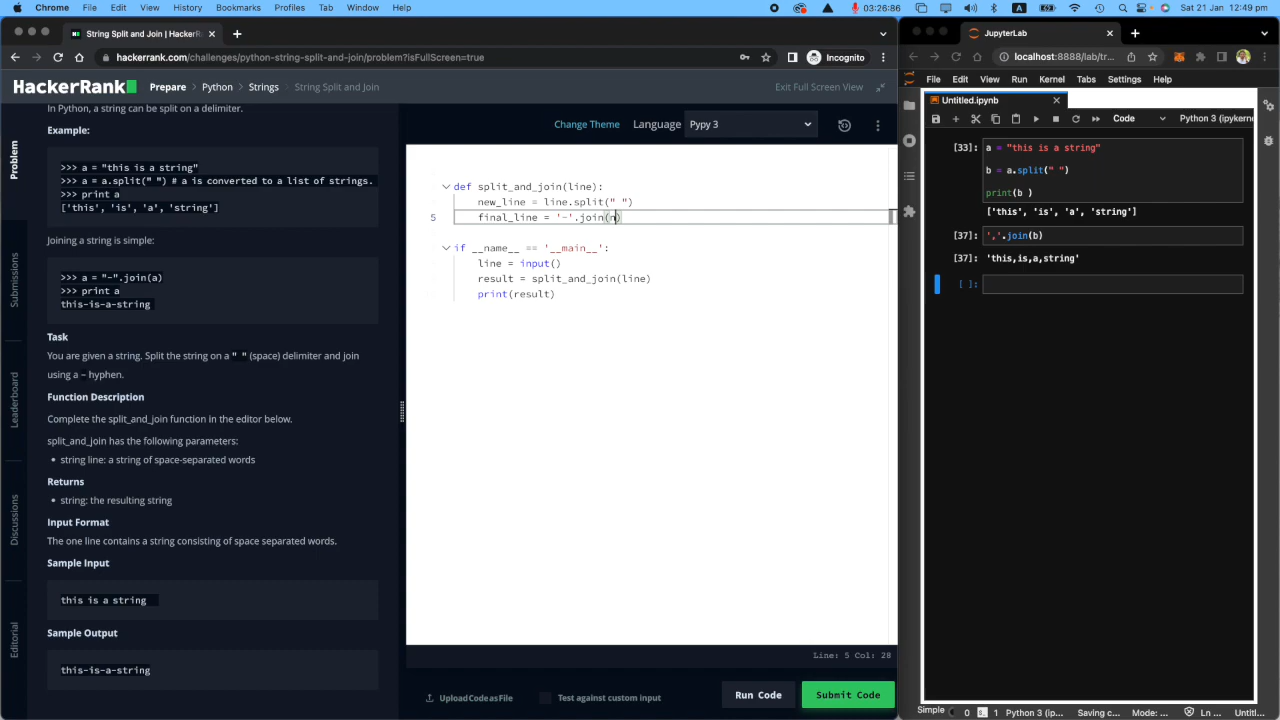 Chrome File Edit View History Bookmarks Profiles Tab Window Help
03:26:86
A
Sat 21 Jan 12:49 pm
String Split and Join | HackerR
hackerrank.com/challenges/python-string-split-and-join/problem?isFullScreen=true
Incognito
HackerRank
Prepare Python Strings String Split and Join
Exit Full Screen View
Problem
Submissions
Leaderboard
Discussions
Editorial
In Python, a string can be split on a delimiter.
Example:
>>> a = "this is a string"
>>> a = a.split(" ") # a is converted to a list of strings.
>>> print a
['this', 'is', 'a', 'string']
Joining a string is simple:
>>> a = "-".join(a)
>>> print a
this-is-a-string
Task
You are given a string. Split the string on a " " (space) delimiter and join
using a - hyphen.
Function Description
Complete the split_and_join function in the editor below.
split_and_join has the following parameters:
• string line: a string of space-separated words
Returns
• string: the resulting string
Input Format
The one line contains a string consisting of space separated words.
Sample Input
this is a string
Sample Output
this-is-a-string
Change Theme Language Pypy 3
def split_and_join(line):
new_line = line.split(" ")
5 final_line = '-'.join(n)
if __name__ == '__main__':
line = input()
result = split_and_join(line)
print(result)
Line: 5 Col: 28
Upload Code as File
Test against custom input
Run Code
Submit Code
JupyterLab
localhost:8888/lab/tr...
File Edit View Run Kernel Tabs Settings Help
Untitled.ipynb
Code
Python 3 (ipykerne
[33]: a = "this is a string"
b = a.split(" ")
print(b )
['this', 'is', 'a', 'string']
[37]: ','.join(b)
[37]: 'this,is,a,string'
[ ]:
Simple 0 1 Python 3 (ip... Saving c... Mode: ... Ln ... Untit...